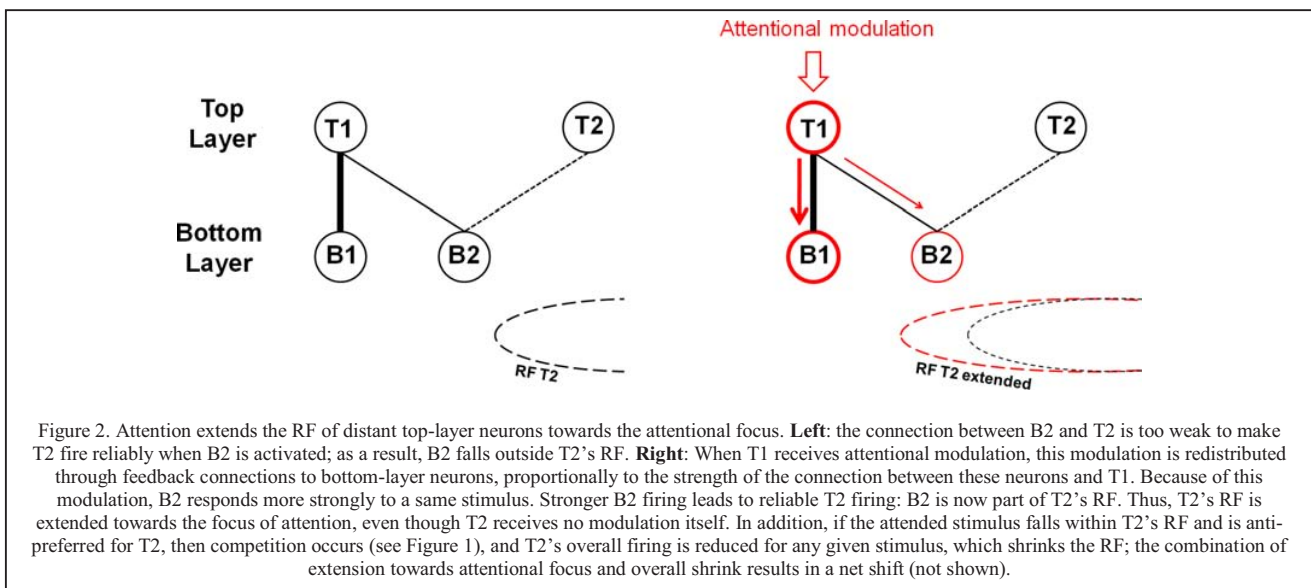 Attentional modulation
Top
Layer
T1
T2
T1
T2
Bottom
Layer
B1
B2
B1
B2
RF T2
RF T2 extended
Figure 2. Attention extends the RF of distant top-layer neurons towards the attentional focus. Left: the connection between B2 and T2 is too weak to make
T2 fire reliably when B2 is activated; as a result, B2 falls outside T2's RF. Right: When T1 receives attentional modulation, this modulation is redistributed
through feedback connections to bottom-layer neurons, proportionally to the strength of the connection between these neurons and T1. Because of this
modulation, B2 responds more strongly to a same stimulus. Stronger B2 firing leads to reliable T2 firing: B2 is now part of T2's RF. Thus, T2's RF is
extended towards the focus of attention, even though T2 receives no modulation itself. In addition, if the attended stimulus falls within T2's RF and is anti-
preferred for T2, then competition occurs (see Figure 1), and T2's overall firing is reduced for any given stimulus, which shrinks the RF; the combination of
extension towards attentional focus and overall shrink results in a net shift (not shown).